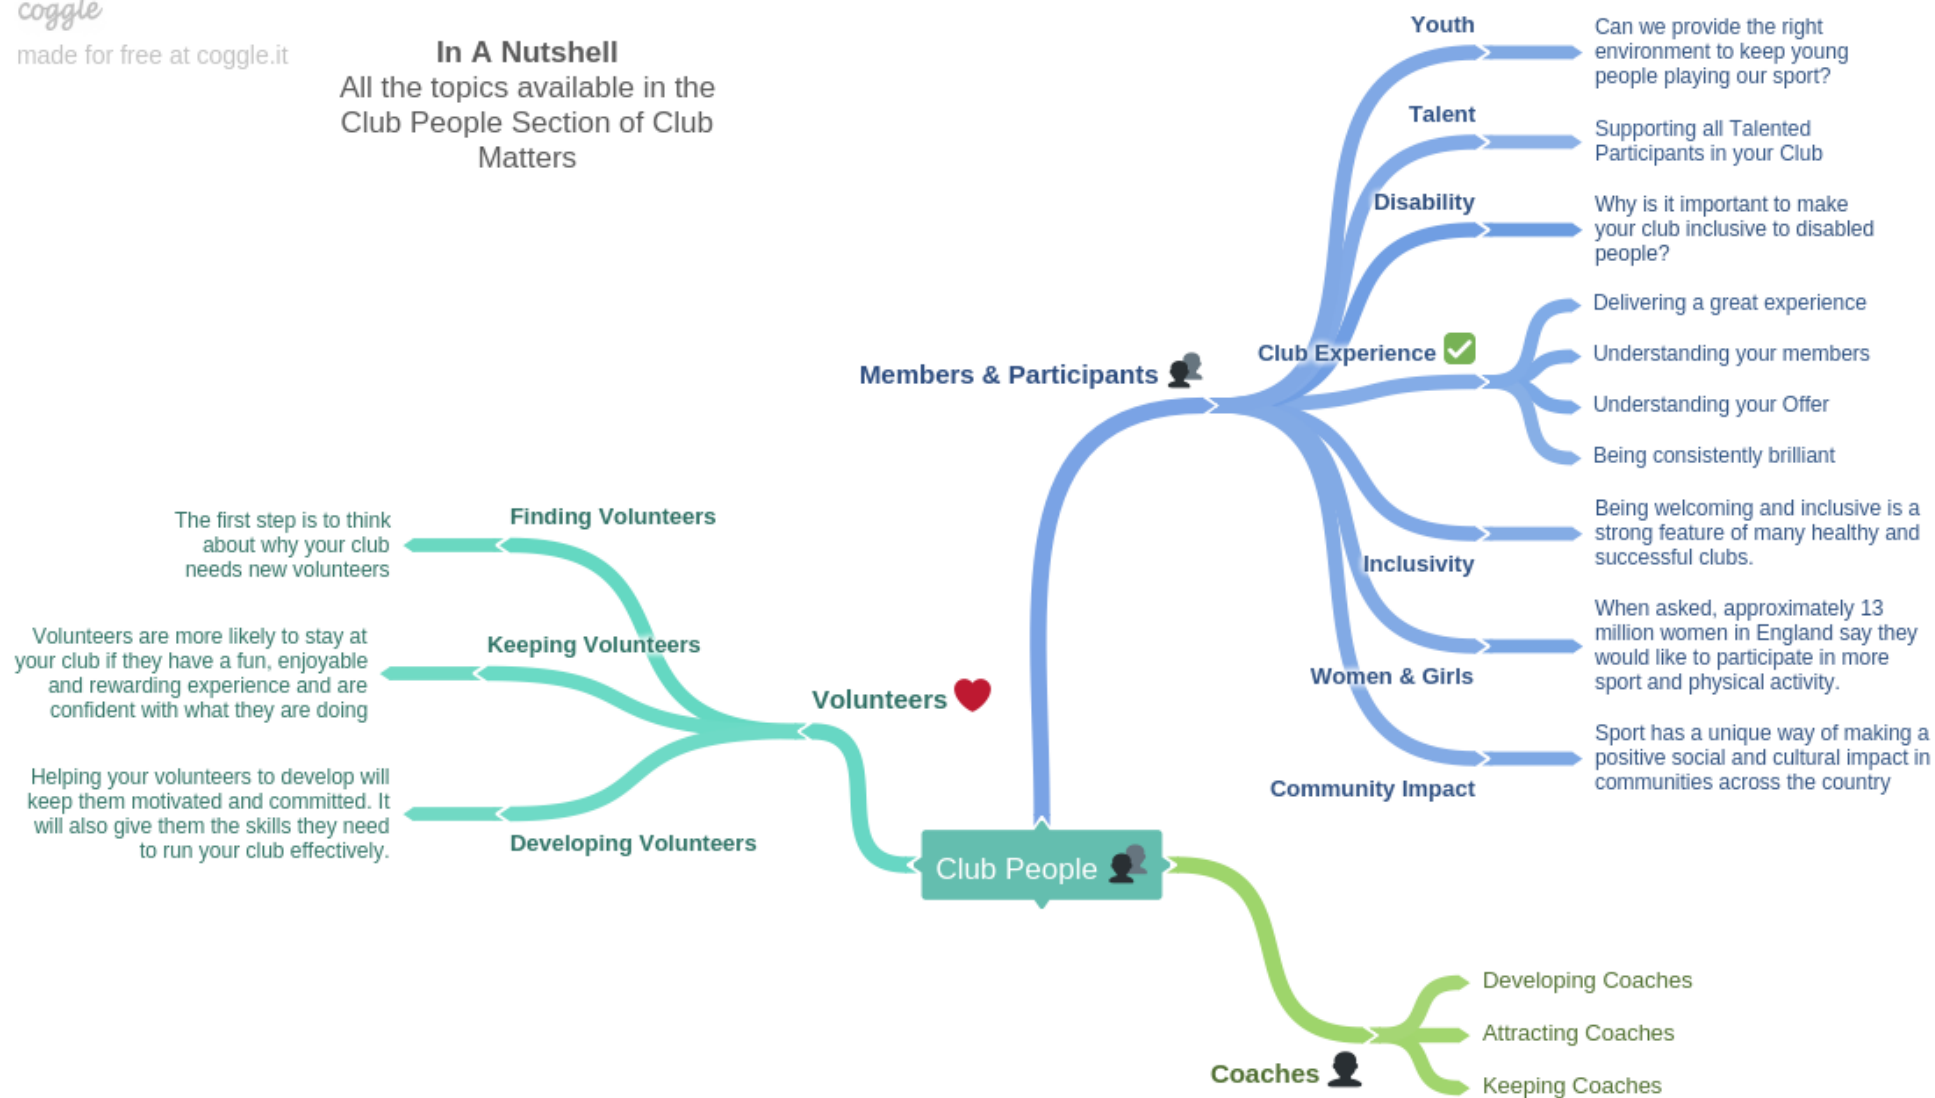 coggle
made for free at coggle.it
In A Nutshell
All the topics available in the
Club People Section of Club
Matters
Members & Participants
Youth
Can we provide the right
environment to keep young
people playing our sport?
Talent
Supporting all Talented
Participants in your Club
Disability
Why is it important to make
your club inclusive to disabled
people?
Club Experience
Delivering a great experience
Understanding your members
Understanding your Offer
Being consistently brilliant
Inclusivity
Being welcoming and inclusive is a
strong feature of many healthy and
successful clubs.
Women & Girls
When asked, approximately 13
million women in England say they
would like to participate in more
sport and physical activity.
Community Impact
Sport has a unique way of making a
positive social and cultural impact in
communities across the country
Volunteers
Finding Volunteers
The first step is to think
about why your club
needs new volunteers
Keeping Volunteers
Volunteers are more likely to stay at
your club if they have a fun, enjoyable
and rewarding experience and are
confident with what they are doing
Developing Volunteers
Helping your volunteers to develop will
keep them motivated and committed. It
will also give them the skills they need
to run your club effectively.
Club People
Coaches
Developing Coaches
Attracting Coaches
Keeping Coaches